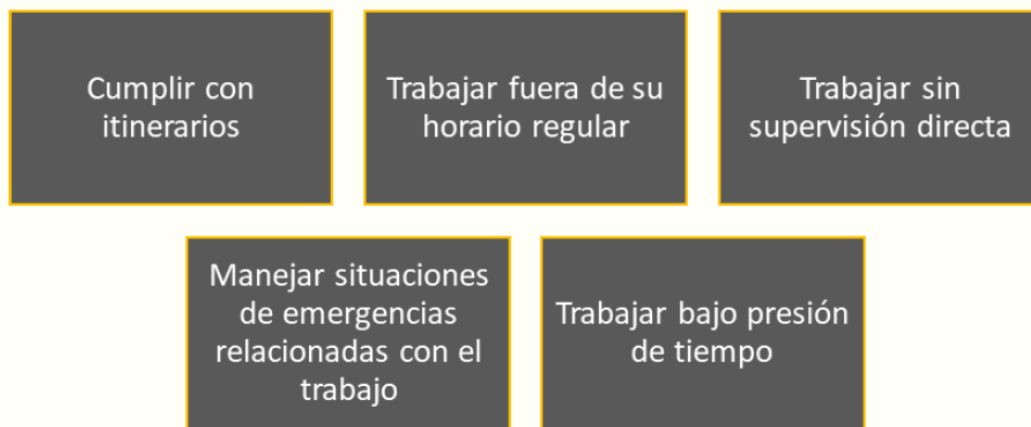 Cumplir con
itinerarios
Trabajar fuera de su
horario regular
Trabajar sin
supervisión directa
Manejar situaciones
de emergencias
relacionadas con el
trabajo
Trabajar bajo presión
de tiempo